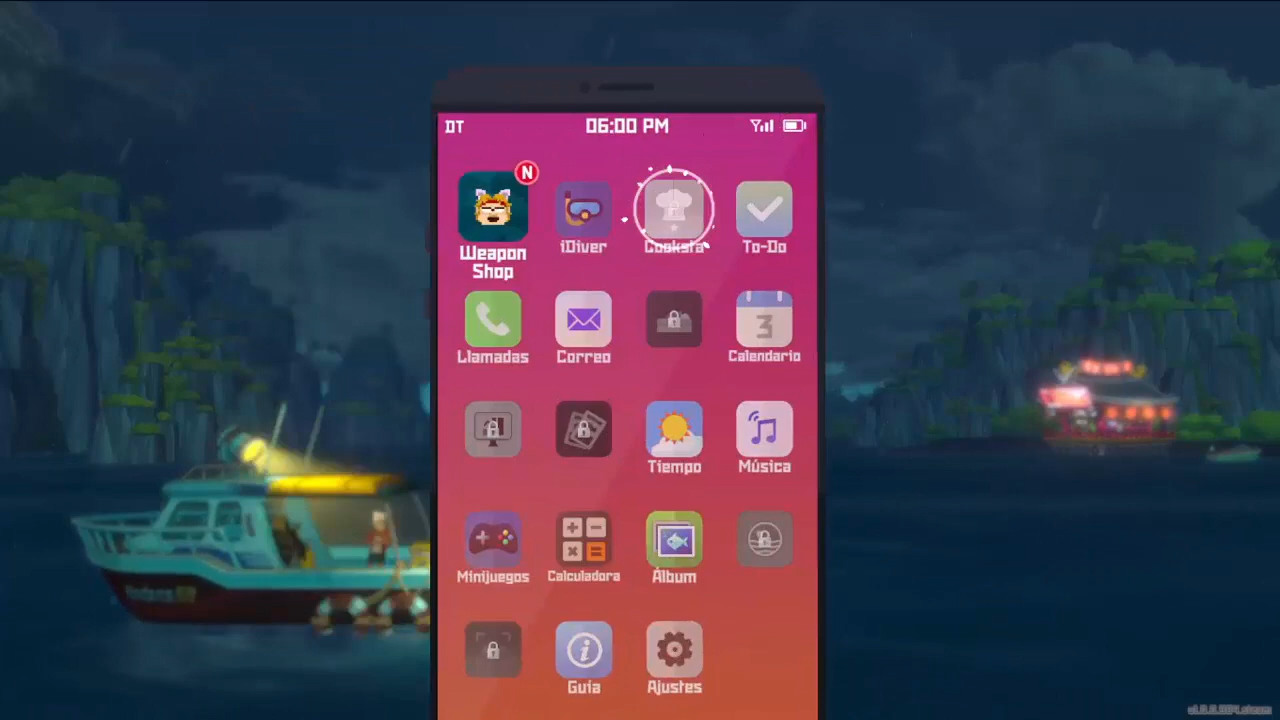 DT
06:00 PM
N
Weapon
Shop
iDiver
Cooksta
To-Do
Llamadas
Correo
3
Calendario
Tiempo
Música
Minijuegos
Calculadora
Álbum
Guía
Ajustes